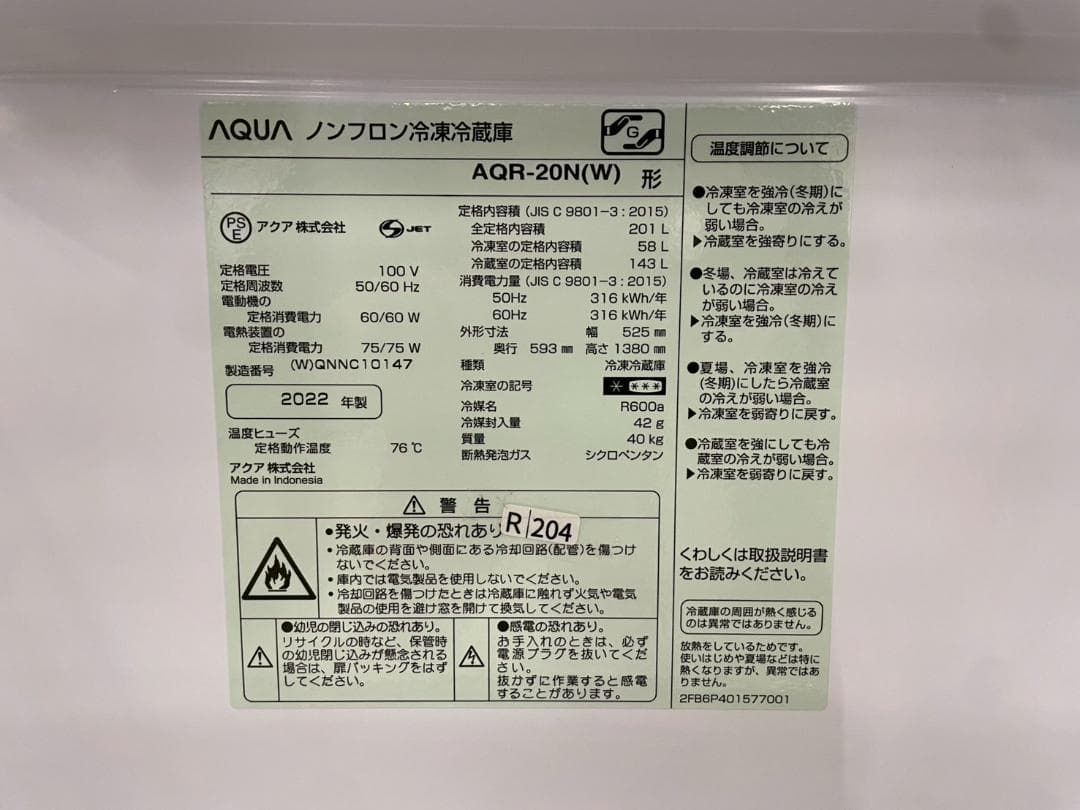 AQUA ノンフロン冷凍冷蔵庫
G
AQR-20N(W) 形
PS
E
アクア株式会社
S JET
定格電圧 100 V
定格周波数 50/60 Hz
電動機の
定格消費電力 60/60 W
電熱装置の
定格消費電力 75/75 W
製造番号 (W)QNNC10147
2022 年製
温度ヒューズ
定格動作温度 76℃
アクア株式会社
Made in Indonesia
定格内容積 (JIS C 9801-3:2015)
全定格内容積 201 L
冷凍室の定格内容積 58 L
冷蔵室の定格内容積 143 L
消費電力量 (JIS C 9801-3:2015)
50Hz 316 kWh/年
60Hz 316 kWh/年
外形寸法 幅 525 mm
奥行 593 mm 高さ 1380 mm
種類 冷凍冷蔵庫
冷凍室の記号 * ***
冷媒名 R600a
冷媒封入量 42 g
質量 40 kg
断熱発泡ガス シクロペンタン
⚠ 警告
●発火・爆発の恐れあり
R 204
・冷蔵庫の背面や側面にある冷却回路(配管)を傷つけ
ないでください。
・庫内では電気製品を使用しないでください。
・冷却回路を傷つけたときは冷蔵庫に触れず火気や電気
製品の使用を避け窓を開けて換気してください。
●幼児の閉じ込みの恐れあり。
リサイクルの時など、保管時
の幼児閉じ込みが懸念される
場合は、扉パッキングをはず
してください。
●感電の恐れあり。
お手入れのときは、必ず
電源プラグを抜いてくだ
さい。
抜かずに作業すると感電
することがあります。
温度調節について
●冷凍室を強冷(冬期)に
しても冷凍室の冷えが
弱い場合。
▶冷蔵室を強寄りにする。
●冬場、冷蔵室は冷えて
いるのに冷凍室の冷え
が弱い場合。
▶冷凍室を強冷(冬期)に
する。
●夏場、冷凍室を強冷
(冬期)にしたら冷蔵室
の冷えが弱い場合。
▶冷凍室を弱寄りに戻す。
●冷蔵室を強にしても冷
蔵室の冷えが弱い場合。
▶冷凍室を弱寄りに戻す。
くわしくは取扱説明書
をお読みください。
冷蔵庫の周囲が熱く感じる
のは異常ではありません。
放熱をしているためです。
使いはじめや夏場などは特に
熱くなりますが、異常ではあ
りません。
2FB6P401577001